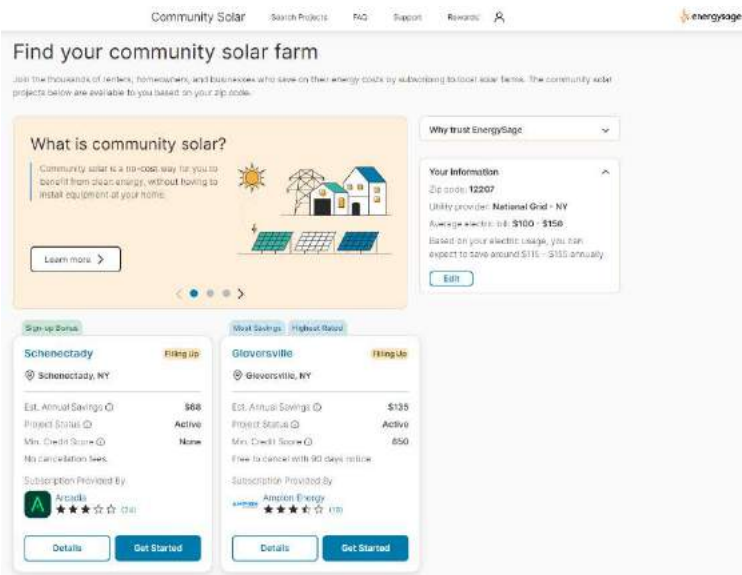 Community Solar
Search Projects
FAQ
Support
Rewards
energysage
Find your community solar farm
Join the thousands of renters, homeowners, and businesses who save on their energy costs by subscribing to local solar farms. The community solar
projects below are available to you based on your zip code.
What is community solar?
Community solar is a no-cost way for you to
benefit from clean energy, without having to
install equipment at your home.
Learn more
Why trust EnergySage
Your information
Zip code: 12207
Utility provider: National Grid - NY
Average electric bill: $100 - $150
Based on your electric usage, you can
expect to save around $115 - $155 annually
Edit
Sign-up Bonus
Schenectady
Filling Up
Schenectady, NY
Est. Annual Savings
$68
Project Status
Active
Min. Credit Score
None
No cancellation fees
Subscription Provided By
Arcadia
(24)
Details
Get Started
Most Savings
Highest Rated
Gloversville
Filling Up
Gloversville, NY
Est. Annual Savings
$135
Project Status
Active
Min. Credit Score
650
Free to cancel with 90 days notice
Subscription Provided By
Ampion Energy
Details
Get Started